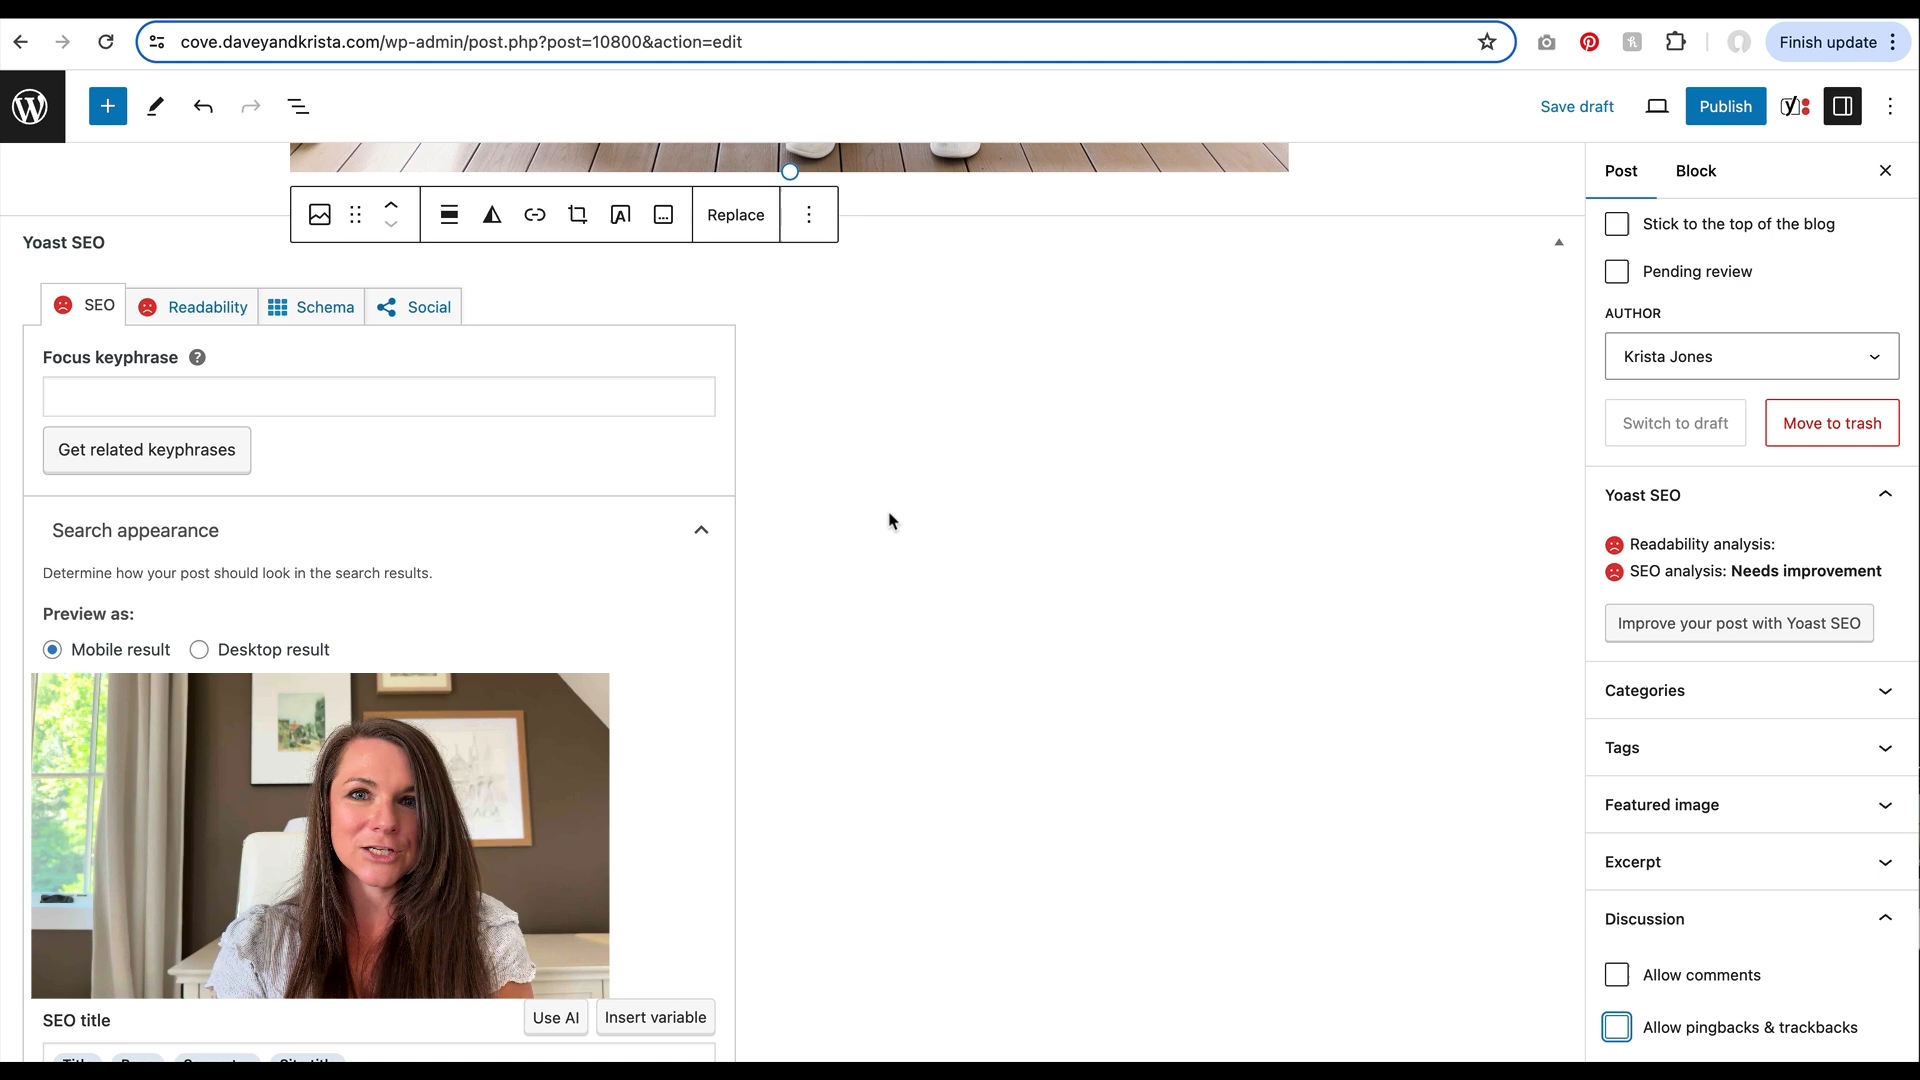 cove.daveyandkrista.com/wp-admin/post.php?post=10800&action=edit
Finish update
Save draft
Publish
Replace
Yoast SEO
SEO
Readability
Schema
Social
Focus keyphrase
Get related keyphrases
Search appearance
Determine how your post should look in the search results.
Preview as:
Mobile result
Desktop result
SEO title
Use AI
Insert variable
Post
Block
Stick to the top of the blog
Pending review
AUTHOR
Krista Jones
Switch to draft
Move to trash
Yoast SEO
Readability analysis:
SEO analysis: Needs improvement
Improve your post with Yoast SEO
Categories
Tags
Featured image
Excerpt
Discussion
Allow comments
Allow pingbacks & trackbacks